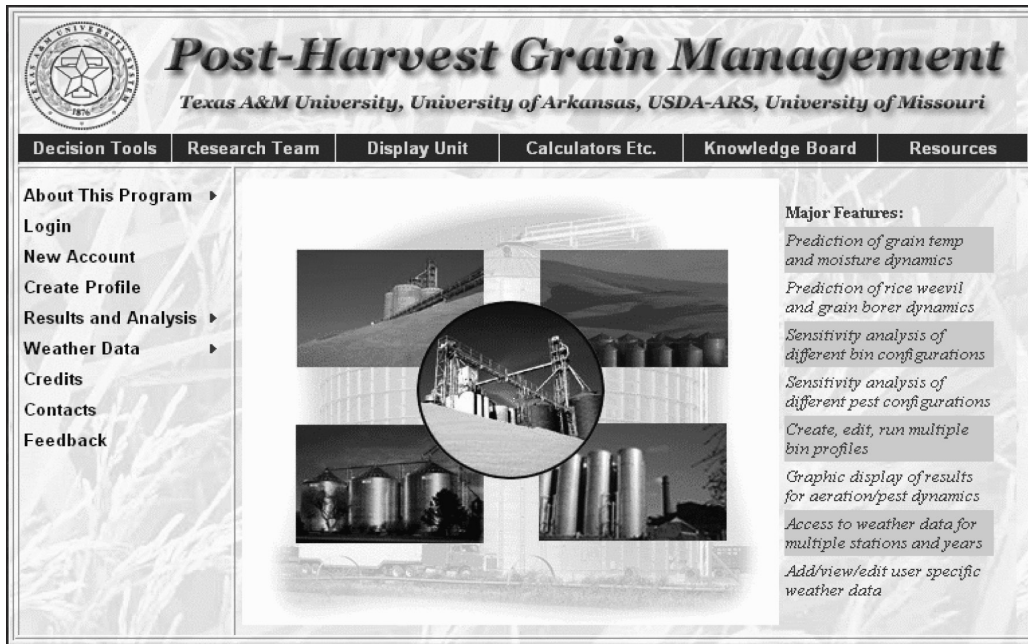 TEXAS A&M UNIVERSITY SYSTEM
1876
Post-Harvest Grain Management
Texas A&M University, University of Arkansas, USDA-ARS, University of Missouri
Decision Tools
Research Team
Display Unit
Calculators Etc.
Knowledge Board
Resources
About This Program
Login
New Account
Create Profile
Results and Analysis
Weather Data
Credits
Contacts
Feedback
Major Features:
Prediction of grain temp
and moisture dynamics
Prediction of rice weevil
and grain borer dynamics
Sensitivity analysis of
different bin configurations
Sensitivity analysis of
different pest configurations
Create, edit, run multiple
bin profiles
Graphic display of results
for aeration/pest dynamics
Access to weather data for
multiple stations and years
Add/view/edit user specific
weather data